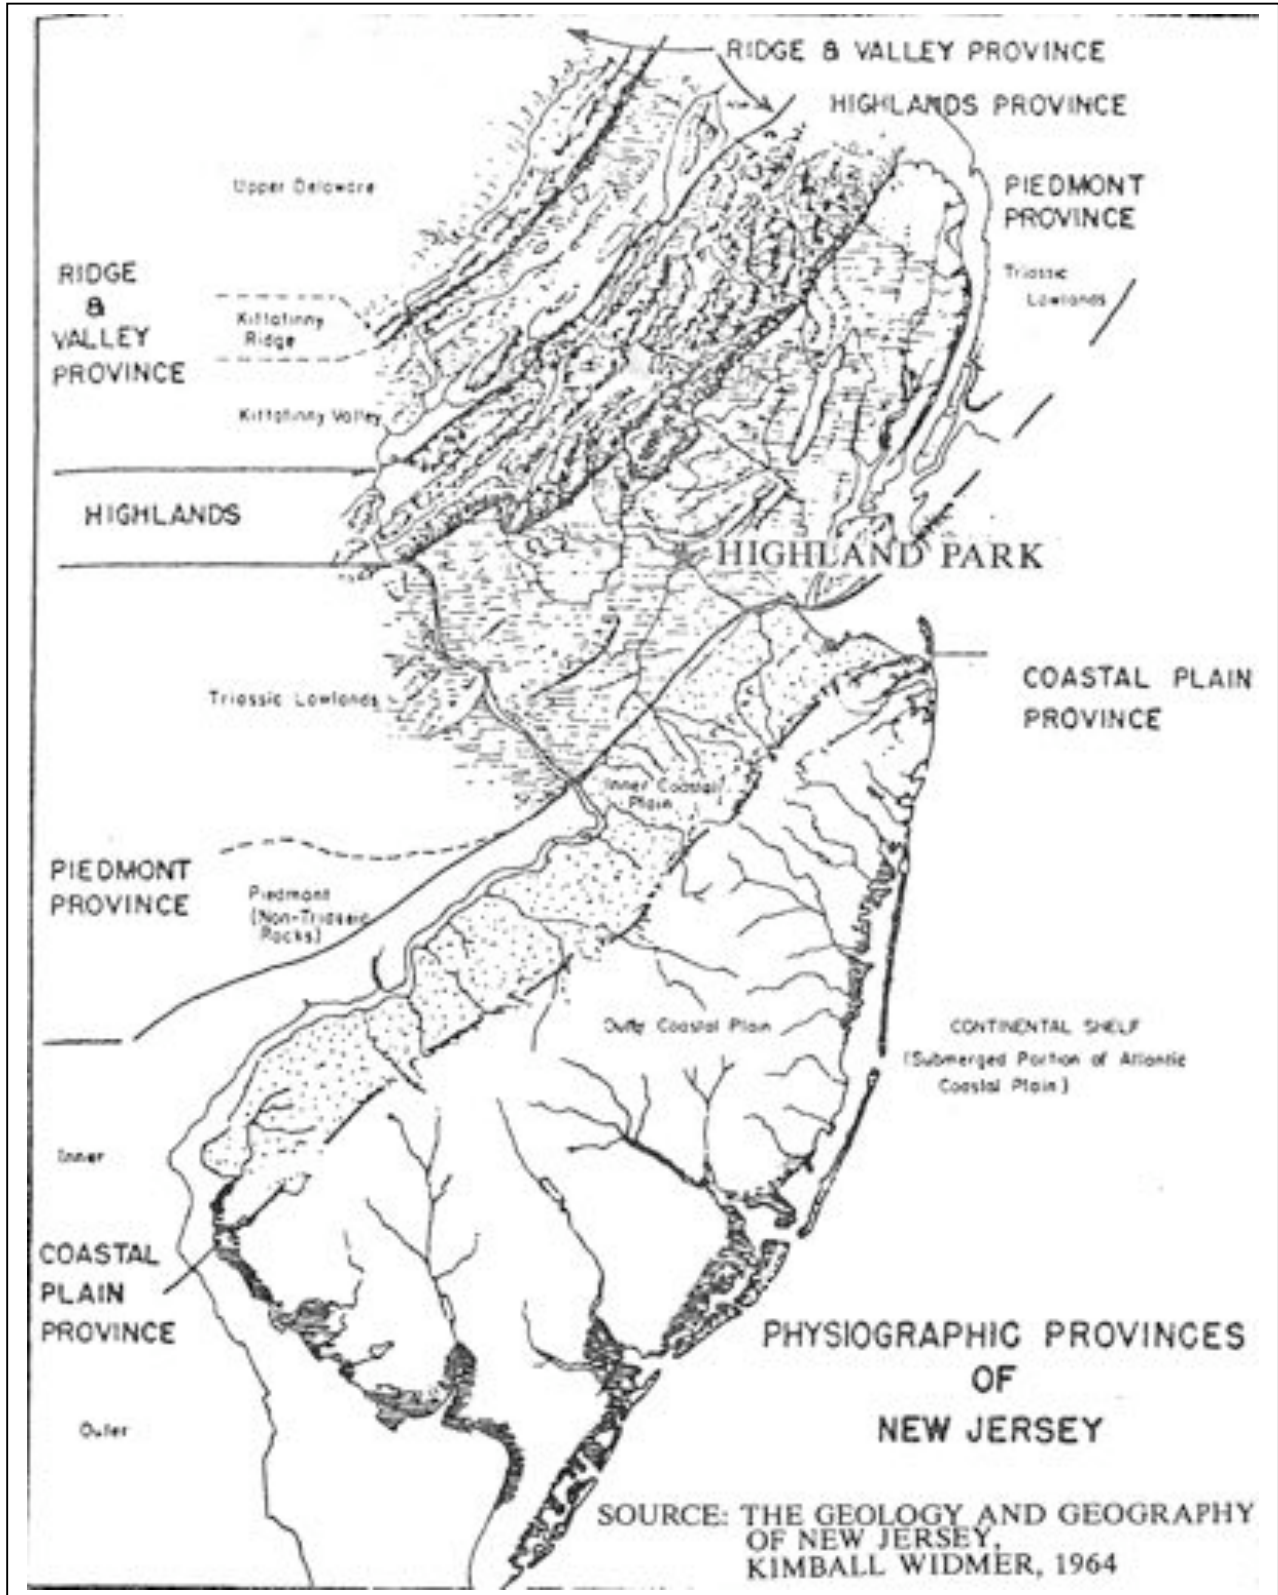 RIDGE & VALLEY PROVINCE
HIGHLANDS PROVINCE
Upper Delaware
PIEDMONT
PROVINCE
RIDGE
&
VALLEY
PROVINCE
Triassic
Lowlands
Kittatinny
Ridge
Kittatinny Valley
HIGHLANDS
HIGHLAND PARK
COASTAL PLAIN
PROVINCE
Triassic Lowlands
Inner Coastal
Plain
PIEDMONT
PROVINCE
Piedmont
(Non-Triassic
Rocks)
Outer Coastal Plain
CONTINENTAL SHELF
(Submerged Portion of Atlantic
Coastal Plain)
Inner
COASTAL
PLAIN
PROVINCE
Outer
PHYSIOGRAPHIC PROVINCES
OF
NEW JERSEY
SOURCE: THE GEOLOGY AND GEOGRAPHY
OF NEW JERSEY,
KIMBALL WIDMER, 1964